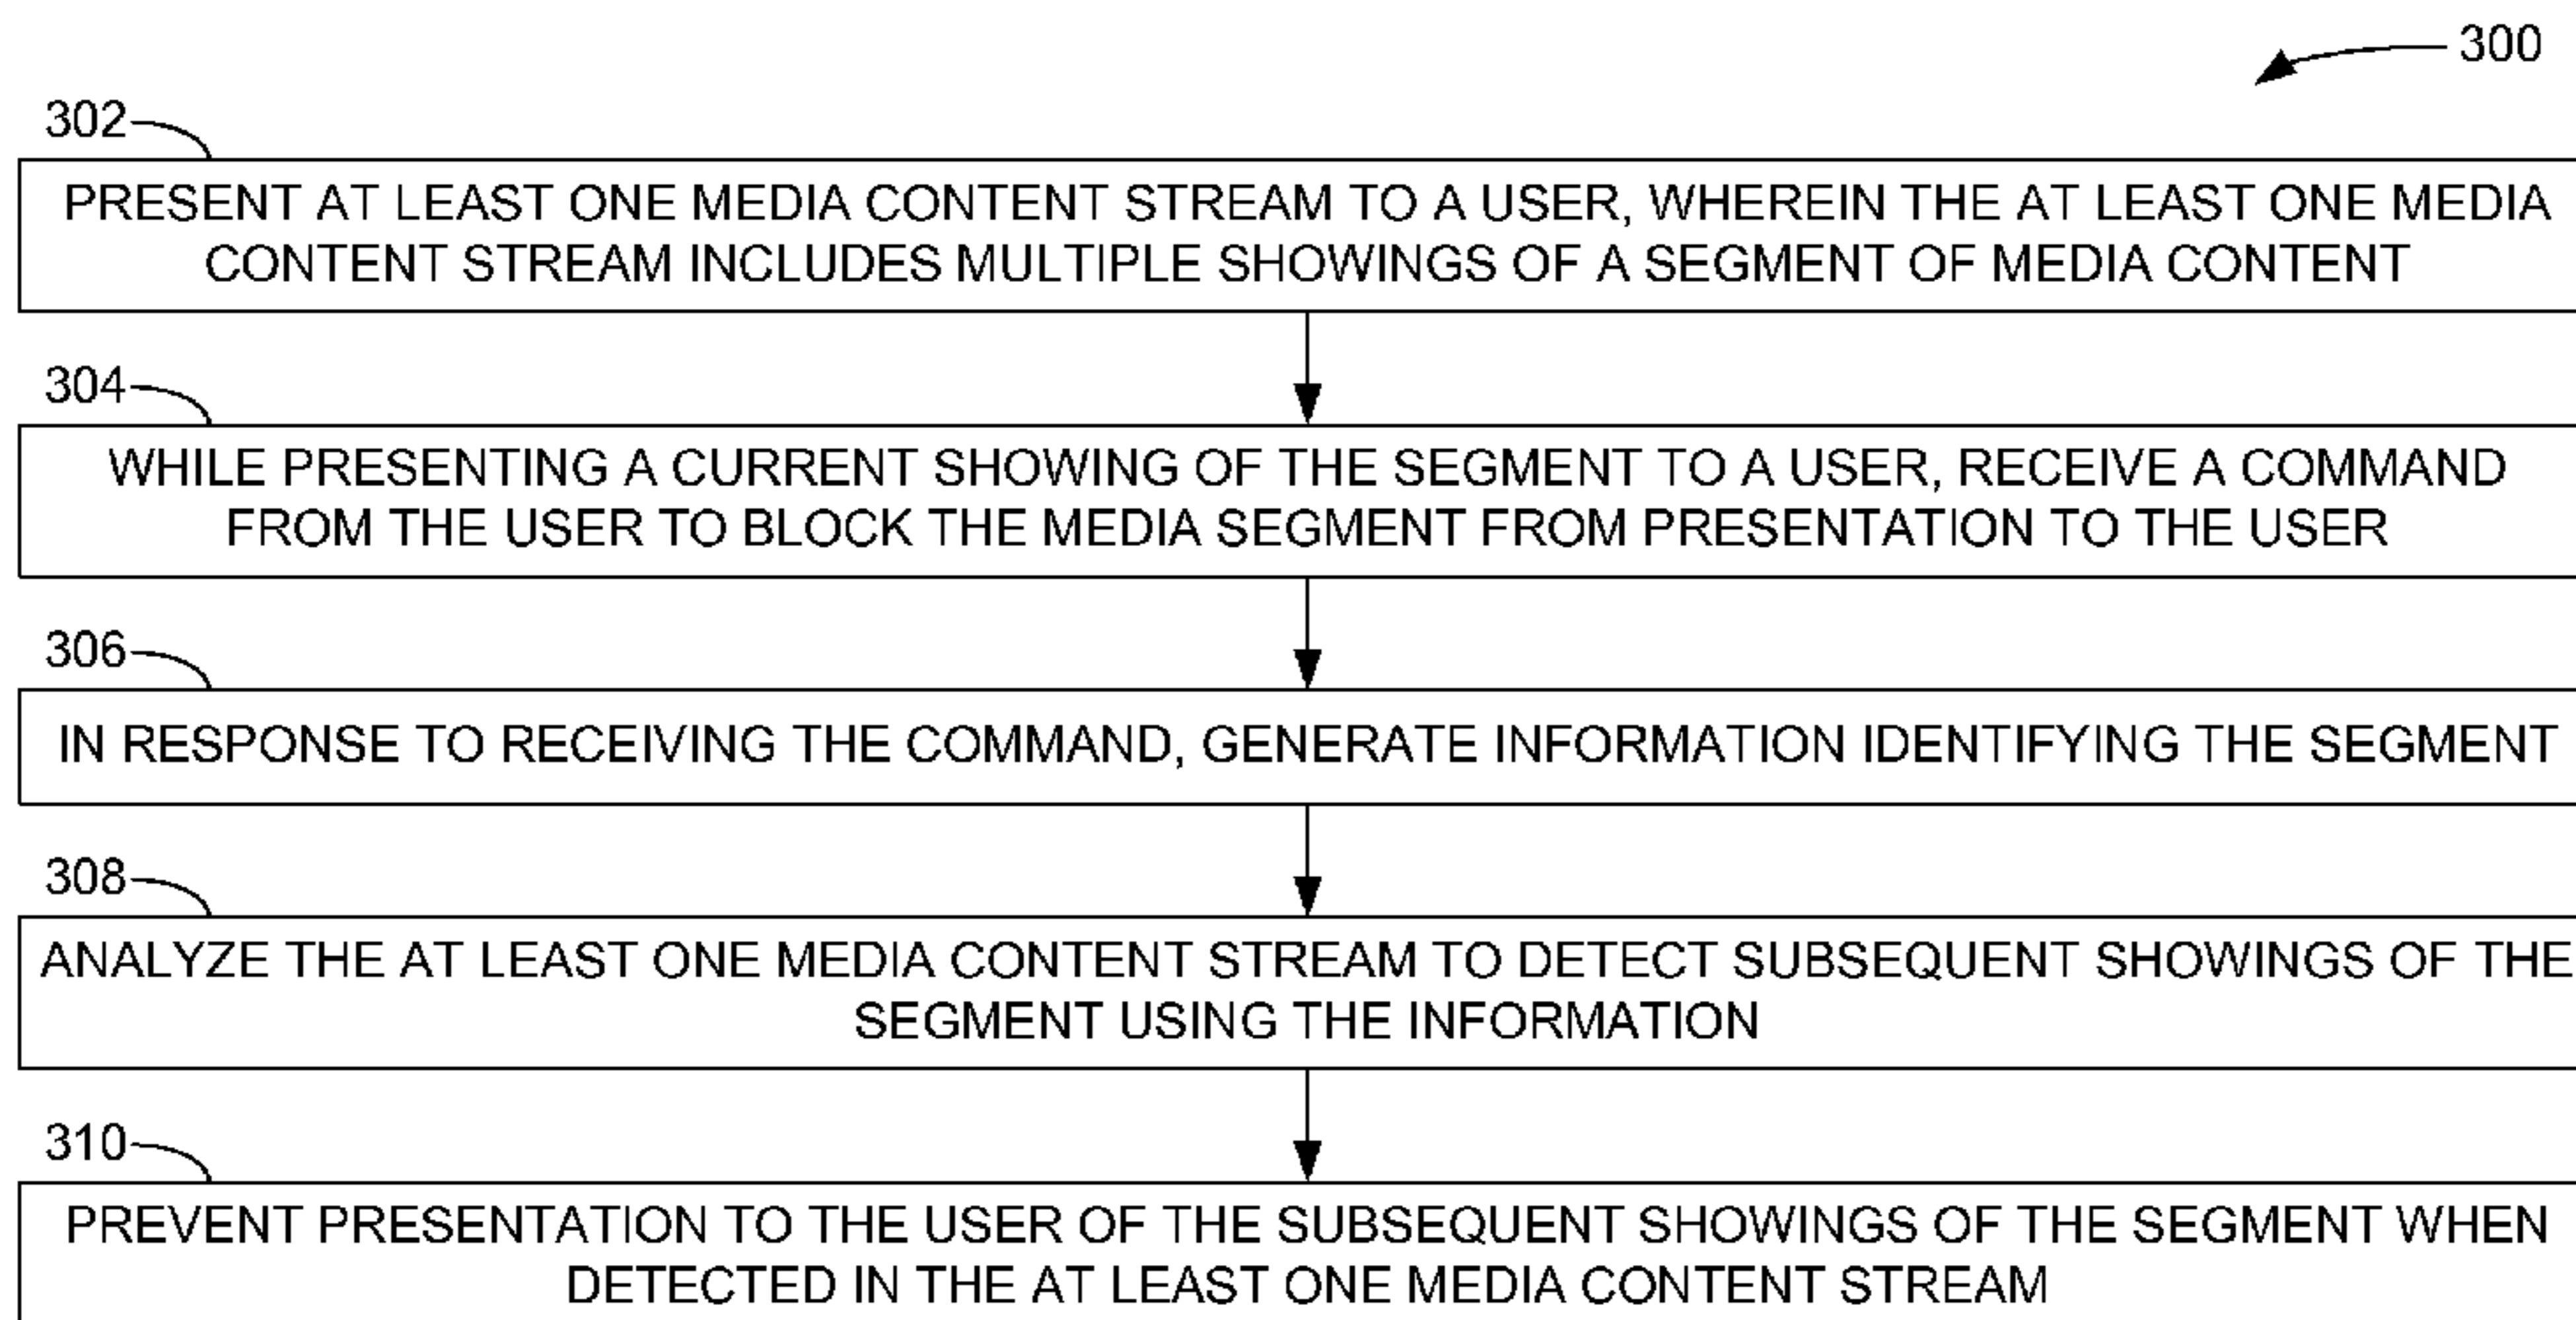 300
302
PRESENT AT LEAST ONE MEDIA CONTENT STREAM TO A USER, WHEREIN THE AT LEAST ONE MEDIA
CONTENT STREAM INCLUDES MULTIPLE SHOWINGS OF A SEGMENT OF MEDIA CONTENT
304
WHILE PRESENTING A CURRENT SHOWING OF THE SEGMENT TO A USER, RECEIVE A COMMAND
FROM THE USER TO BLOCK THE MEDIA SEGMENT FROM PRESENTATION TO THE USER
306
IN RESPONSE TO RECEIVING THE COMMAND, GENERATE INFORMATION IDENTIFYING THE SEGMENT
308
ANALYZE THE AT LEAST ONE MEDIA CONTENT STREAM TO DETECT SUBSEQUENT SHOWINGS OF THE
SEGMENT USING THE INFORMATION
310
PREVENT PRESENTATION TO THE USER OF THE SUBSEQUENT SHOWINGS OF THE SEGMENT WHEN
DETECTED IN THE AT LEAST ONE MEDIA CONTENT STREAM